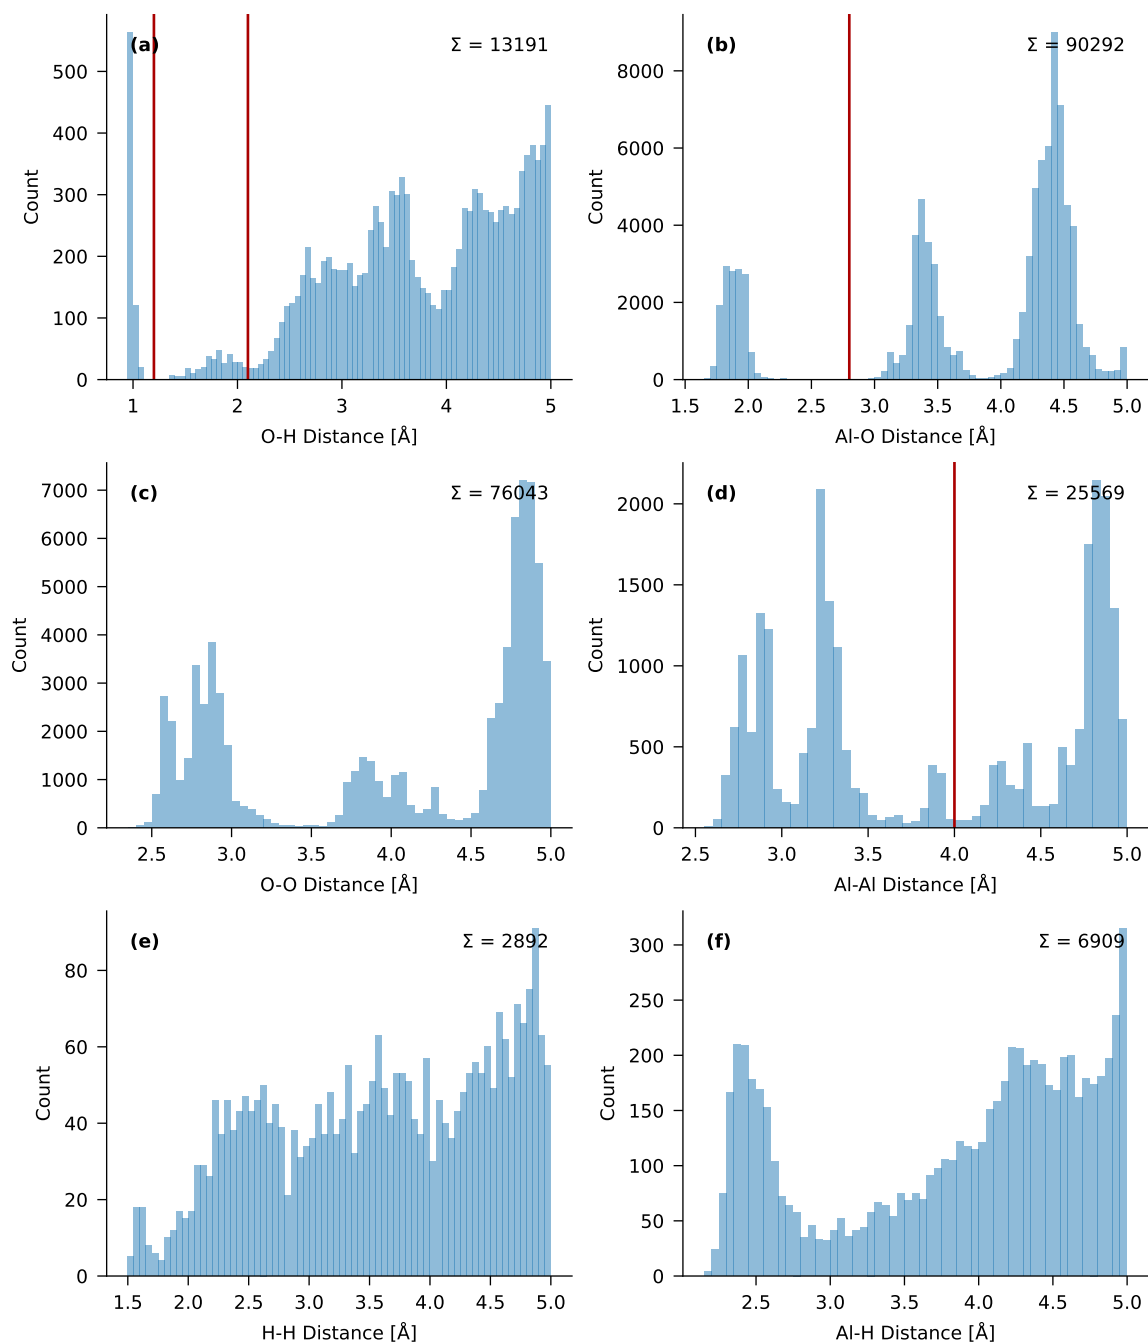 (a)
Σ = 13191
500
400
300
200
100
0
Count
1 2 3 4 5
O-H Distance [Å]
(b)
Σ = 90292
8000
6000
4000
2000
0
Count
1.5 2.0 2.5 3.0 3.5 4.0 4.5 5.0
Al-O Distance [Å]
(c)
Σ = 76043
7000
6000
5000
4000
3000
2000
1000
0
Count
2.5 3.0 3.5 4.0 4.5 5.0
O-O Distance [Å]
(d)
Σ = 25569
2000
1500
1000
500
0
Count
2.5 3.0 3.5 4.0 4.5 5.0
Al-Al Distance [Å]
(e)
Σ = 2892
80
60
40
20
0
Count
1.5 2.0 2.5 3.0 3.5 4.0 4.5 5.0
H-H Distance [Å]
(f)
Σ = 6909
300
250
200
150
100
50
0
Count
2.5 3.0 3.5 4.0 4.5 5.0
Al-H Distance [Å]